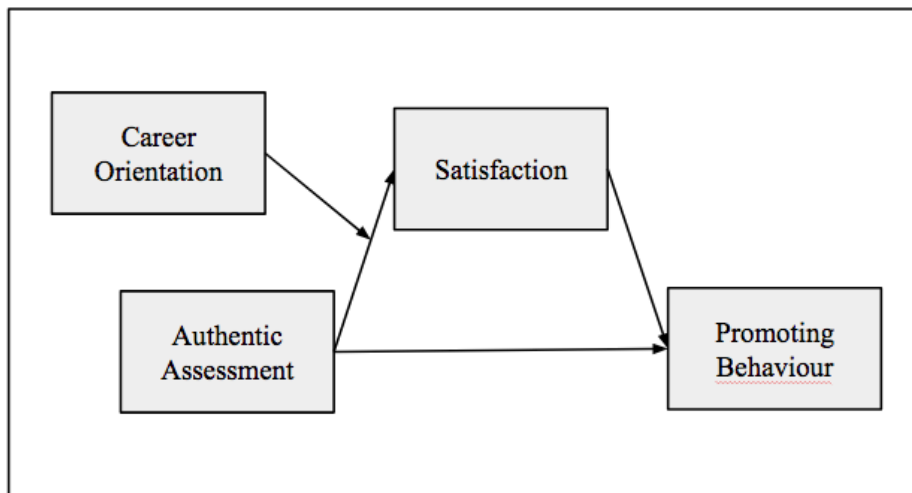 Career
Orientation
Satisfaction
Authentic
Assessment
Promoting
Behaviour